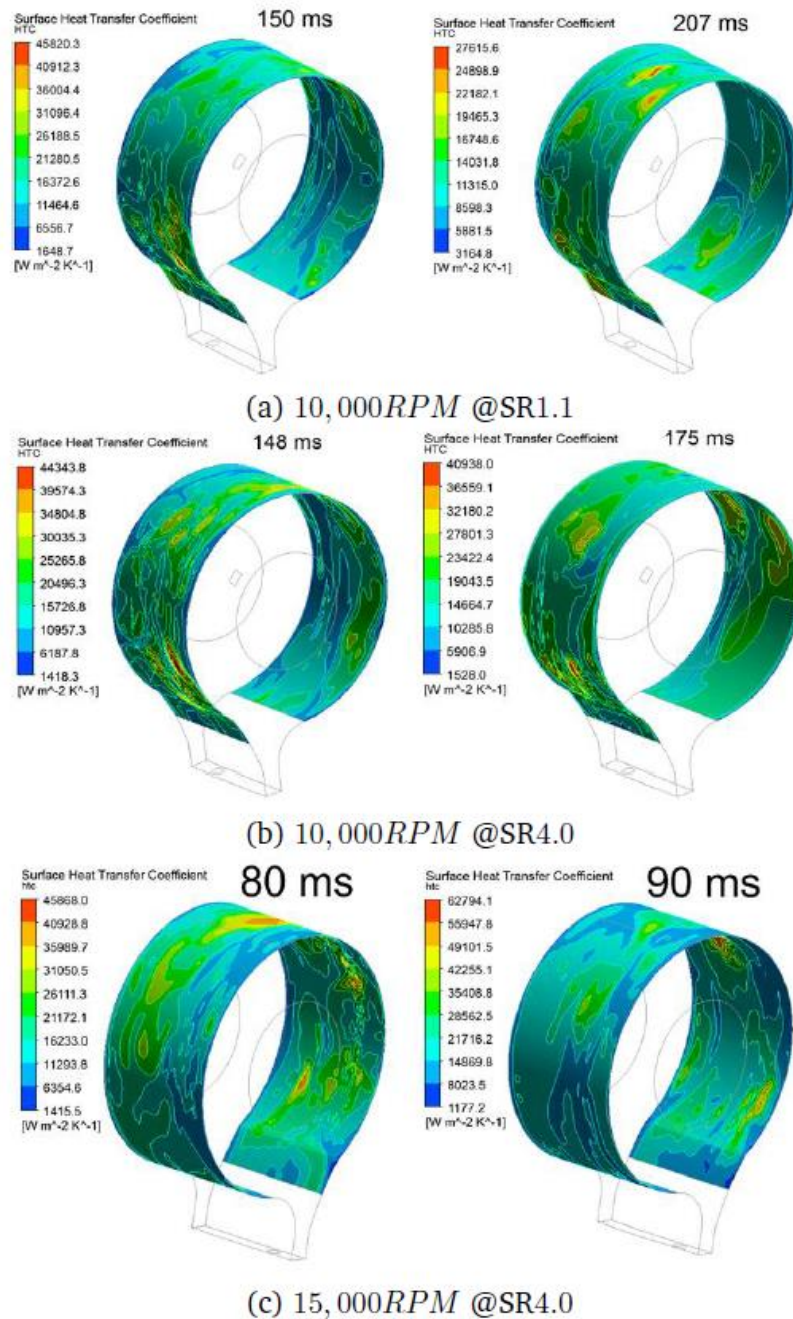 Surface Heat Transfer Coefficient
HTC
150 ms
45820.3
40912.3
36004.4
31096.4
26188.5
21280.5
16372.6
11464.6
6556.7
1648.7
[W m^-2 K^-1]
Surface Heat Transfer Coefficient
HTC
207 ms
27615.6
24898.9
22182.1
19465.3
16748.6
14031.8
11315.0
8598.3
5881.5
3164.8
[W m^-2 K^-1]
(a) 10,000RPM @SR1.1
Surface Heat Transfer Coefficient
HTC
148 ms
44343.8
39574.3
34804.8
30035.3
25265.8
20496.3
15726.8
10957.3
6187.8
1418.3
[W m^-2 K^-1]
Surface Heat Transfer Coefficient
HTC
175 ms
40938.0
36559.1
32180.2
27801.3
23422.4
19043.5
14664.7
10285.8
5906.9
1528.0
[W m^-2 K^-1]
(b) 10,000RPM @SR4.0
Surface Heat Transfer Coefficient
htc
80 ms
45868.0
40928.8
35989.7
31050.5
26111.3
21172.1
16233.0
11293.8
6354.6
1415.5
[W m^-2 K^-1]
Surface Heat Transfer Coefficient
htc
90 ms
62794.1
55947.8
49101.5
42255.1
35408.8
28562.5
21716.2
14869.8
8023.5
1177.2
[W m^-2 K^-1]
(c) 15,000RPM @SR4.0